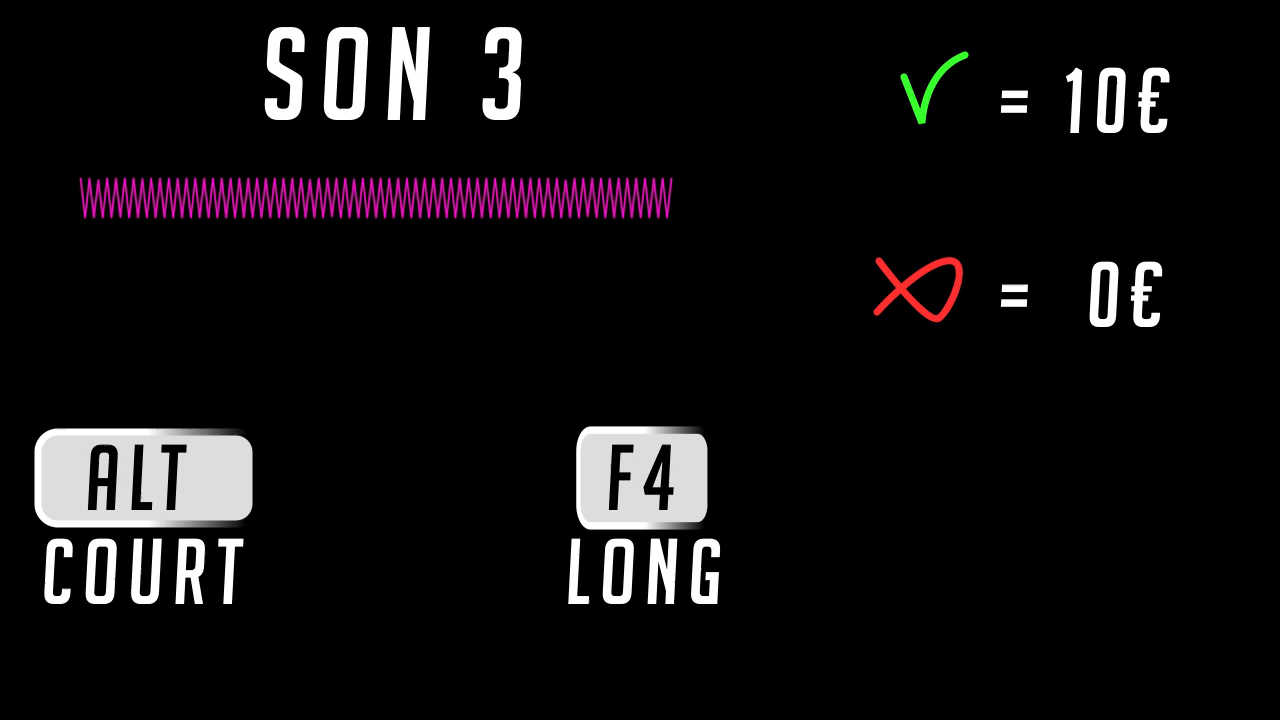 SON 3
= 10€
= 0€
ALT
COURT
F4
LONG